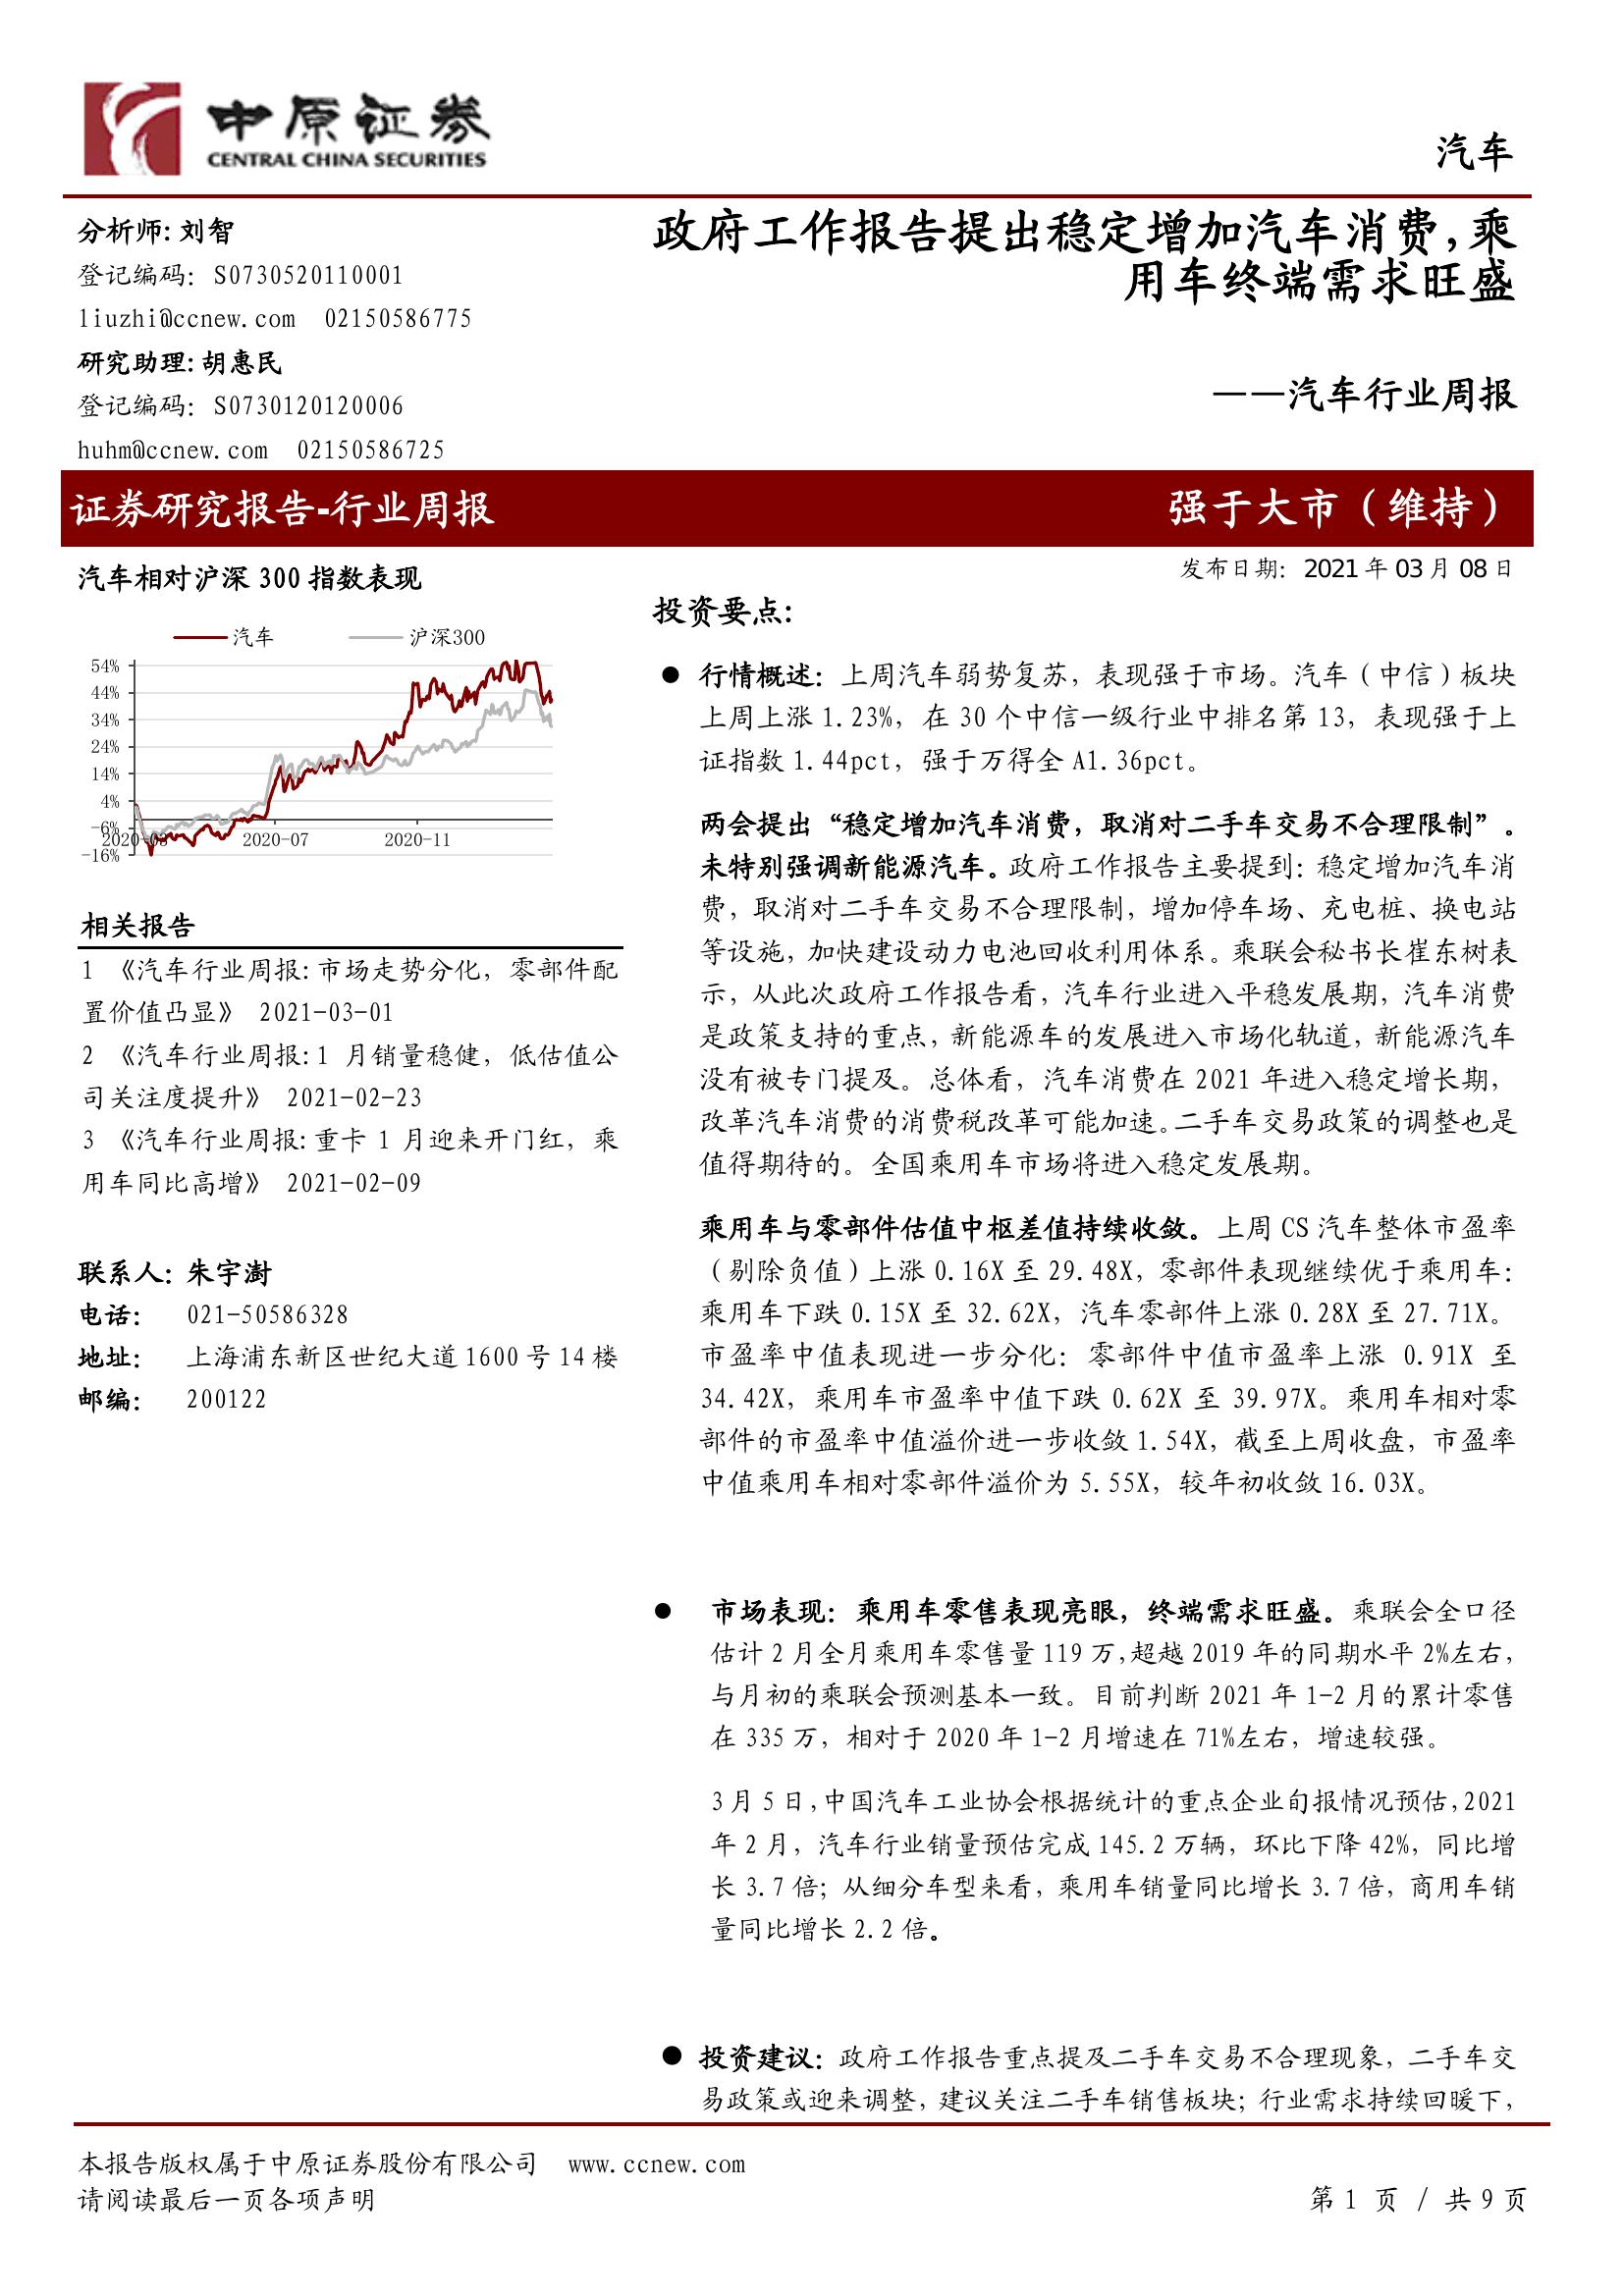 中原证券
CENTRAL CHINA SECURITIES
汽车
分析师:刘智
登记编码：S0730520110001
liuzhi@ccnew.com 02150586775
研究助理:胡惠民
登记编码：S0730120120006
huhm@ccnew.com 02150586725
政府工作报告提出稳定增加汽车消费,乘
用车终端需求旺盛
——汽车行业周报
证券研究报告-行业周报
强于大市（维持）
汽车相对沪深 300 指数表现
汽车
沪深300
54%
44%
34%
24%
14%
4%
-6%
-16%
2020-03
2020-07
2020-11
相关报告
1 《汽车行业周报:市场走势分化，零部件配
置价值凸显》 2021-03-01
2 《汽车行业周报:1 月销量稳健，低估值公
司关注度提升》 2021-02-23
3 《汽车行业周报:重卡 1 月迎来开门红，乘
用车同比高增》 2021-02-09
联系人：朱宇澍
电话： 021-50586328
地址： 上海浦东新区世纪大道 1600 号 14 楼
邮编： 200122
发布日期：2021 年 03 月 08 日
投资要点:
● 行情概述：上周汽车弱势复苏，表现强于市场。汽车（中信）板块
上周上涨 1.23%，在 30 个中信一级行业中排名第 13，表现强于上
证指数 1.44pct，强于万得全 A1.36pct。
两会提出“稳定增加汽车消费，取消对二手车交易不合理限制”。
未特别强调新能源汽车。政府工作报告主要提到：稳定增加汽车消
费，取消对二手车交易不合理限制，增加停车场、充电桩、换电站
等设施，加快建设动力电池回收利用体系。乘联会秘书长崔东树表
示，从此次政府工作报告看，汽车行业进入平稳发展期，汽车消费
是政策支持的重点，新能源车的发展进入市场化轨道，新能源汽车
没有被专门提及。总体看，汽车消费在 2021 年进入稳定增长期，
改革汽车消费的消费税改革可能加速。二手车交易政策的调整也是
值得期待的。全国乘用车市场将进入稳定发展期。
乘用车与零部件估值中枢差值持续收敛。上周 CS 汽车整体市盈率
（剔除负值）上涨 0.16X 至 29.48X，零部件表现继续优于乘用车：
乘用车下跌 0.15X 至 32.62X，汽车零部件上涨 0.28X 至 27.71X。
市盈率中值表现进一步分化：零部件中值市盈率上涨 0.91X 至
34.42X，乘用车市盈率中值下跌 0.62X 至 39.97X。乘用车相对零
部件的市盈率中值溢价进一步收敛 1.54X，截至上周收盘，市盈率
中值乘用车相对零部件溢价为 5.55X，较年初收敛 16.03X。
● 市场表现：乘用车零售表现亮眼，终端需求旺盛。乘联会全口径
估计 2 月全月乘用车零售量 119 万,超越 2019 年的同期水平 2%左右，
与月初的乘联会预测基本一致。目前判断 2021 年 1-2 月的累计零售
在 335 万，相对于 2020 年 1-2 月增速在 71%左右，增速较强。
3 月 5 日,中国汽车工业协会根据统计的重点企业旬报情况预估,2021
年 2 月，汽车行业销量预估完成 145.2 万辆，环比下降 42%，同比增
长 3.7 倍；从细分车型来看，乘用车销量同比增长 3.7 倍，商用车销
量同比增长 2.2 倍。
● 投资建议：政府工作报告重点提及二手车交易不合理现象，二手车交
易政策或迎来调整，建议关注二手车销售板块；行业需求持续回暖下，
本报告版权属于中原证券股份有限公司 www.ccnew.com
请阅读最后一页各项声明
第 1 页 / 共 9 页